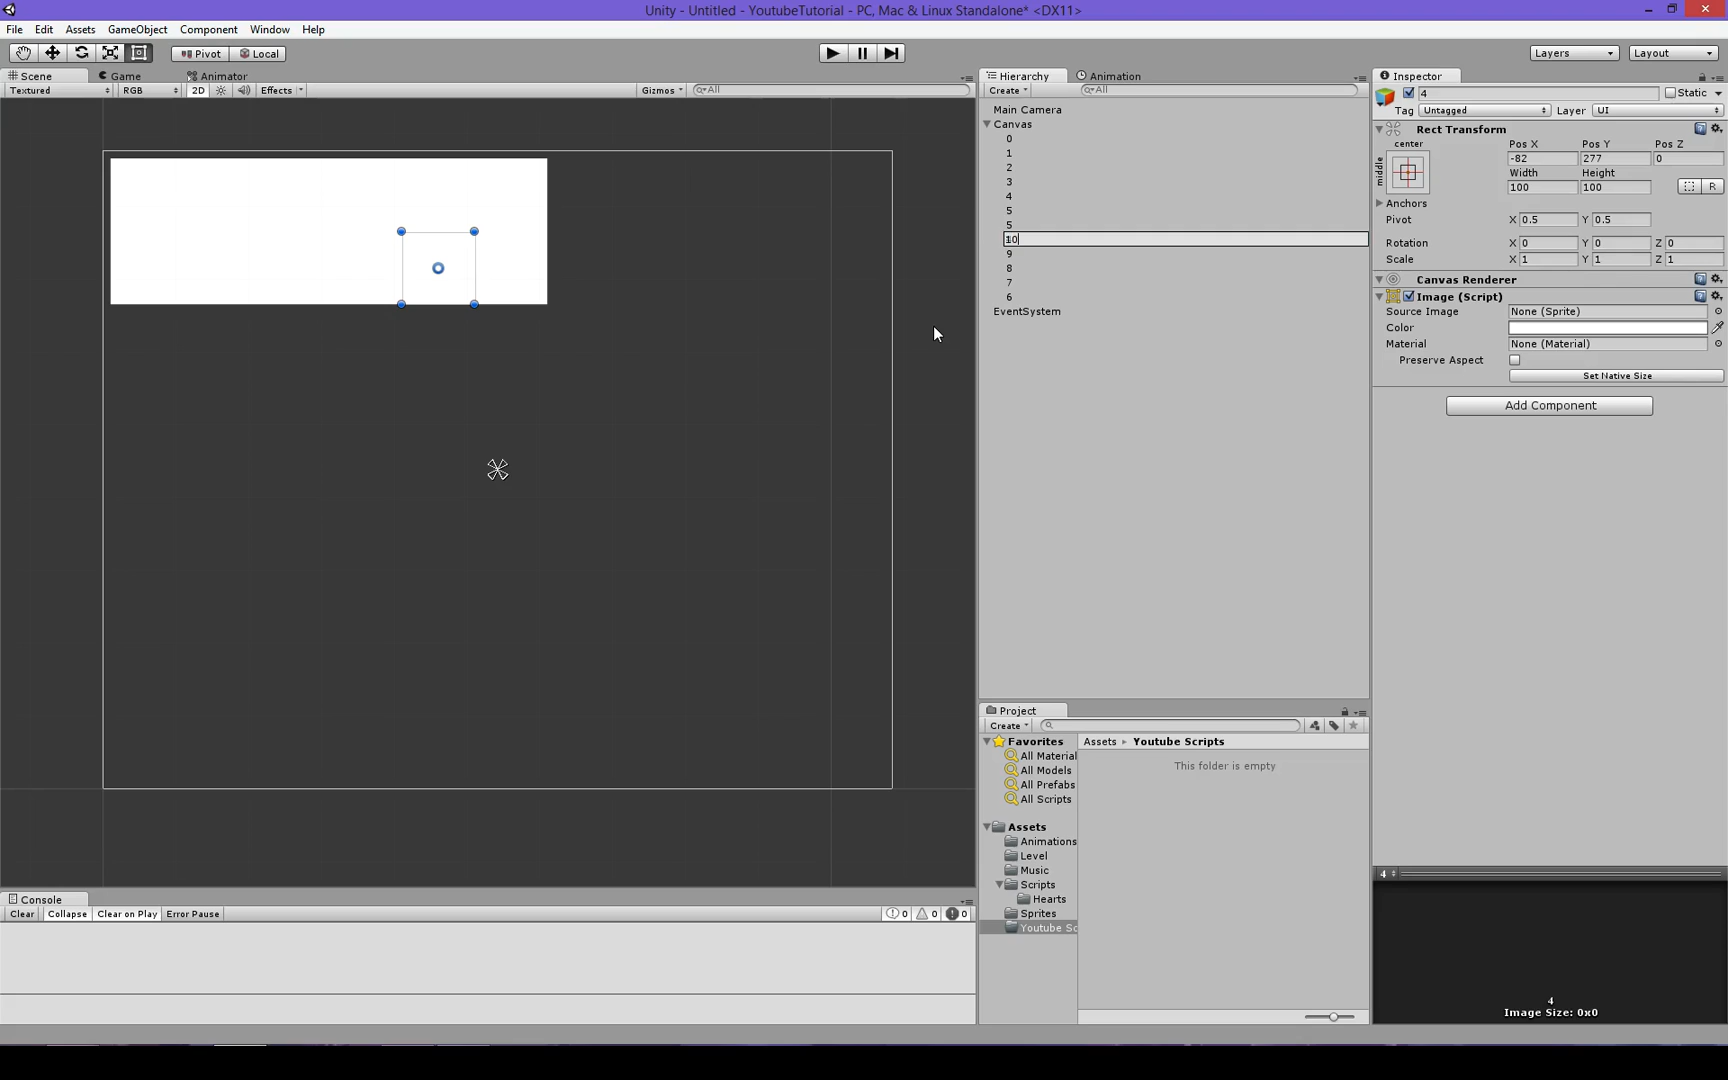 Unity - Untitled - YoutubeTutorial - PC, Mac & Linux Standalone* <DX11>
File Edit Assets GameObject Component Window Help
Pivot Local Layers Layout
Scene Game Animator
Textured RGB 2D Effects Gizmos All
Hierarchy Animation
Create All
Main Camera
Canvas
0
1
2
3
4
5
5
10
9
8
7
6
EventSystem
Inspector
4 Static
Tag Untagged Layer UI
Rect Transform
center Pos X Pos Y Pos Z
middle -82 277 0
Width Height
100 100 R
Anchors
Pivot X 0.5 Y 0.5
Rotation X 0 Y 0 Z 0
Scale X 1 Y 1 Z 1
Canvas Renderer
Image (Script)
Source Image None (Sprite)
Color
Material None (Material)
Preserve Aspect
Set Native Size
Add Component
Project
Create
Favorites
All Material
All Models
All Prefabs
All Scripts
Assets
Animations
Level
Music
Scripts
Hearts
Sprites
Youtube Sc
Assets Youtube Scripts
This folder is empty
Console
Clear Collapse Clear on Play Error Pause 0 0 0
4
4
Image Size: 0x0